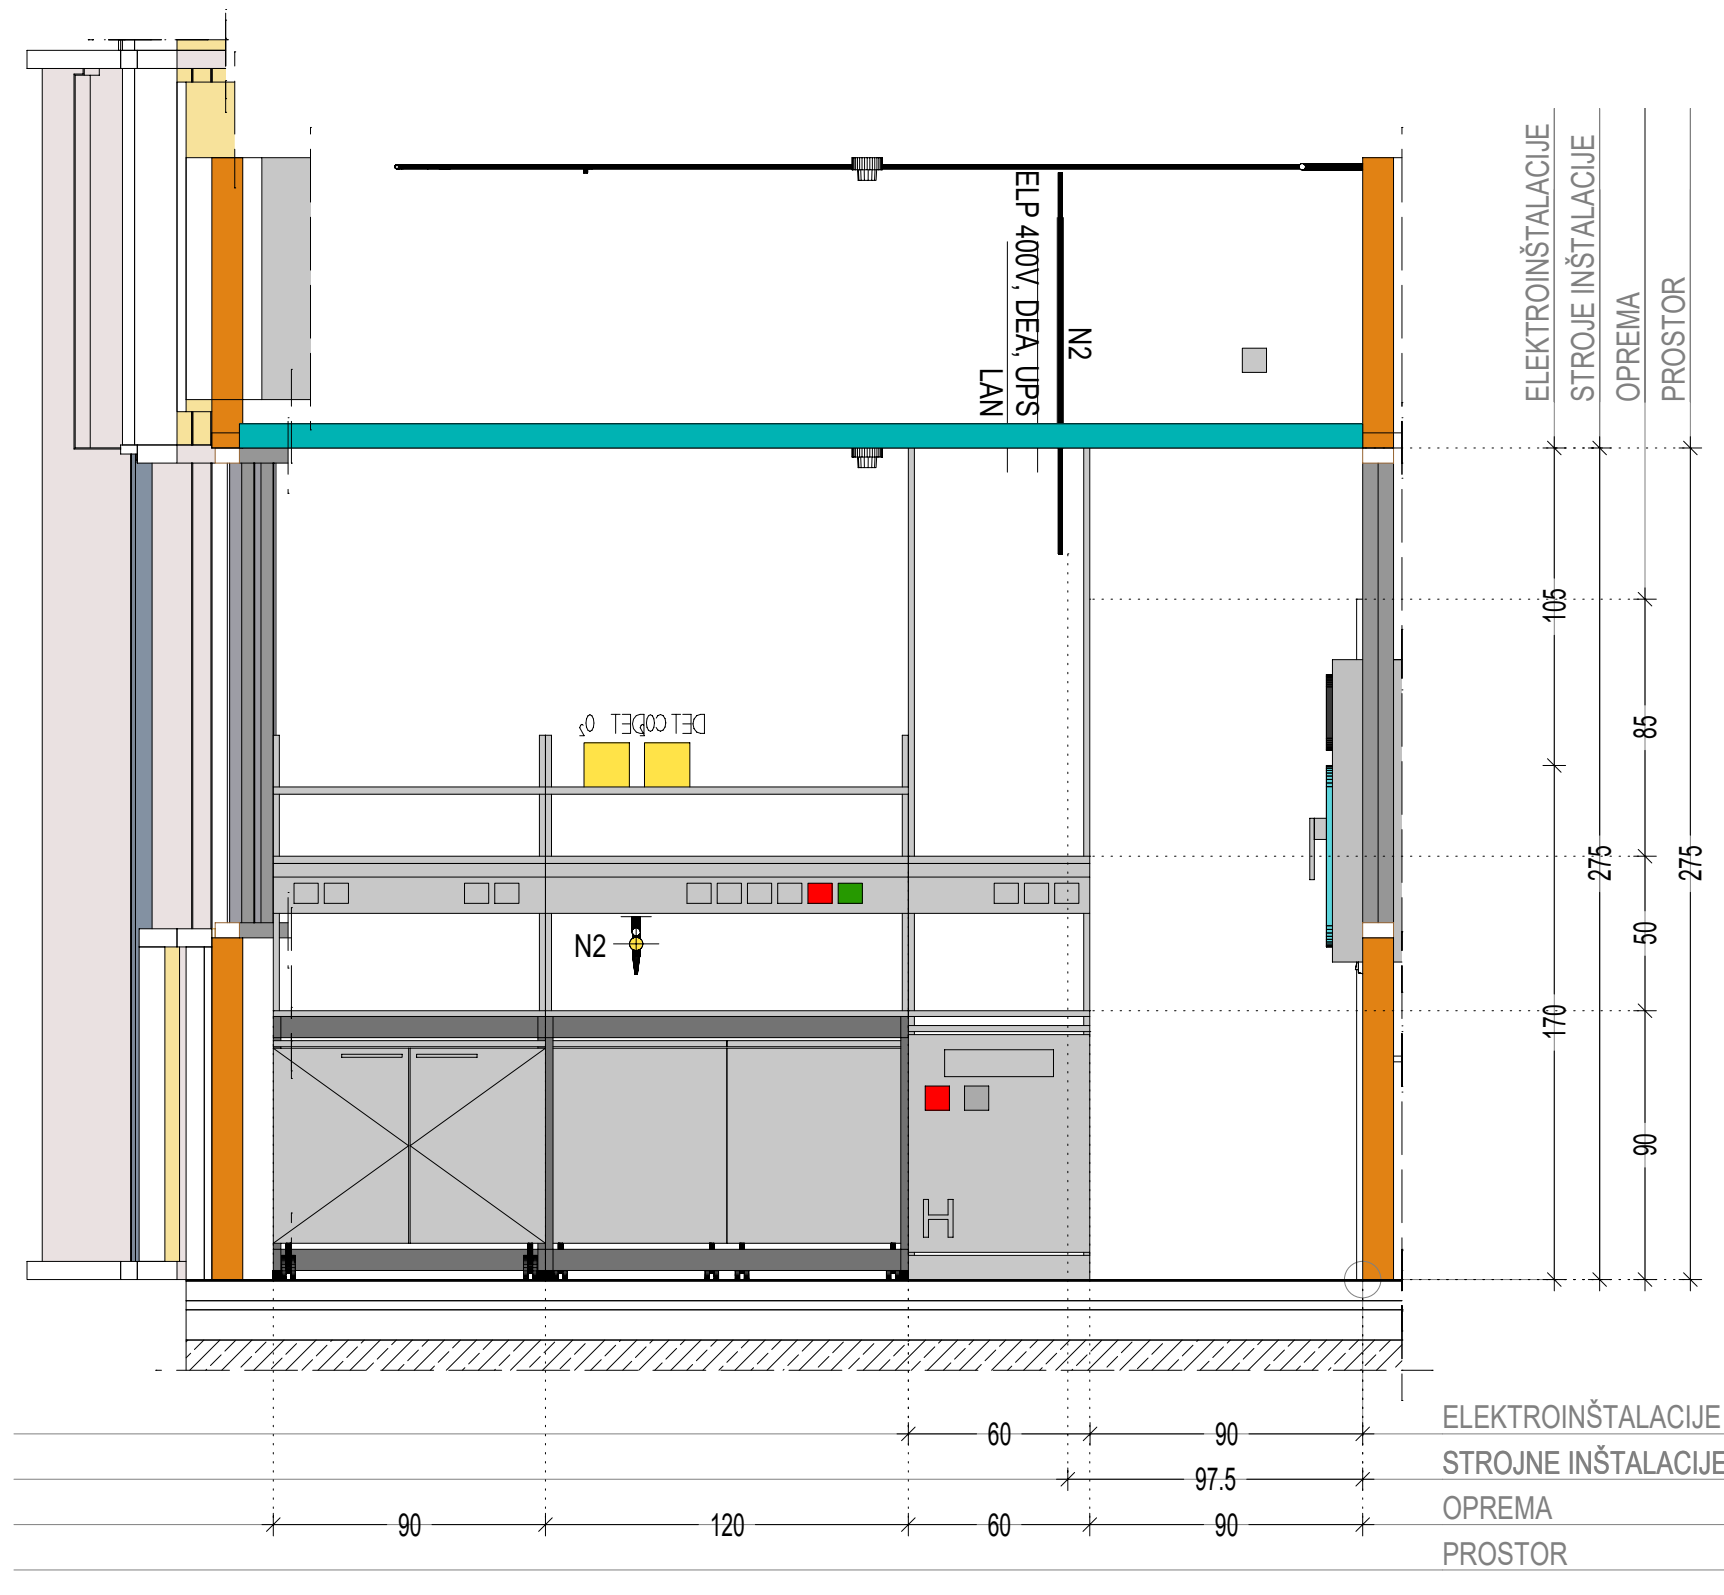 ELP 400V, DEA, UPS
LAN
N2
ELEKTROINŠTALACIJE
STROJE INŠTALACIJE
OPREMA
PROSTOR
105
170
275
85
50
90
275
DET O2
DET CO2
N2
H
60
90
ELEKTROINŠTALACIJE
97.5
STROJNE INŠTALACIJE
90
120
60
90
OPREMA
PROSTOR